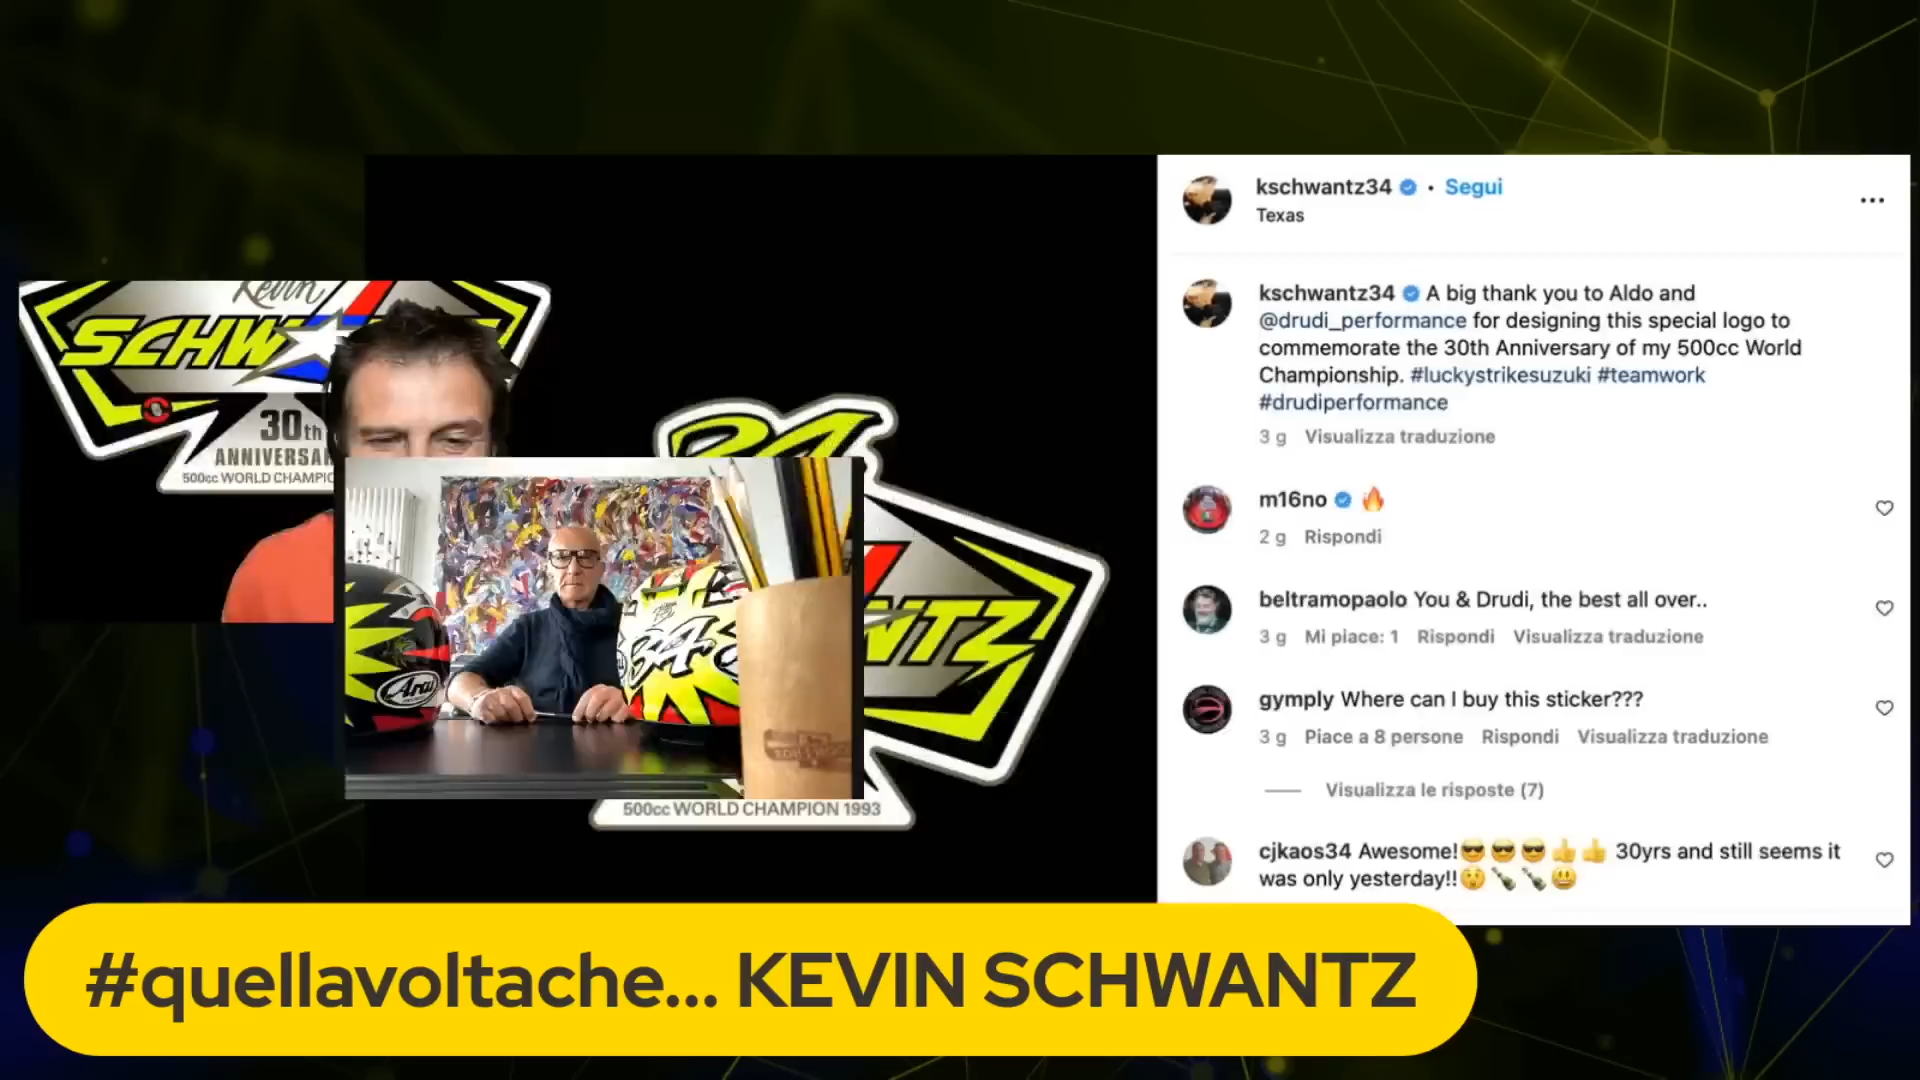 kschwantz34 • Segui
Texas
kschwantz34 A big thank you to Aldo and
@drudi_performance for designing this special logo to
commemorate the 30th Anniversary of my 500cc World
Championship. #luckystrikesuzuki #teamwork
#drudiperformance
3 g Visualizza traduzione
m16no 🔥
2 g Rispondi
beltramopaolo You & Drudi, the best all over..
3 g Mi piace: 1 Rispondi Visualizza traduzione
gymply Where can I buy this sticker???
3 g Piace a 8 persone Rispondi Visualizza traduzione
Visualizza le risposte (7)
cjkaos34 Awesome!😎😎😎👍👍 30yrs and still seems it
was only yesterday!!😲🍾🍾😃
Kevin
SCHW
30th
ANNIVERSAR
500cc WORLD CHAMPIO
34
NTZ
Arai
34
500cc WORLD CHAMPION 1993
#quellavoltache... KEVIN SCHWANTZ